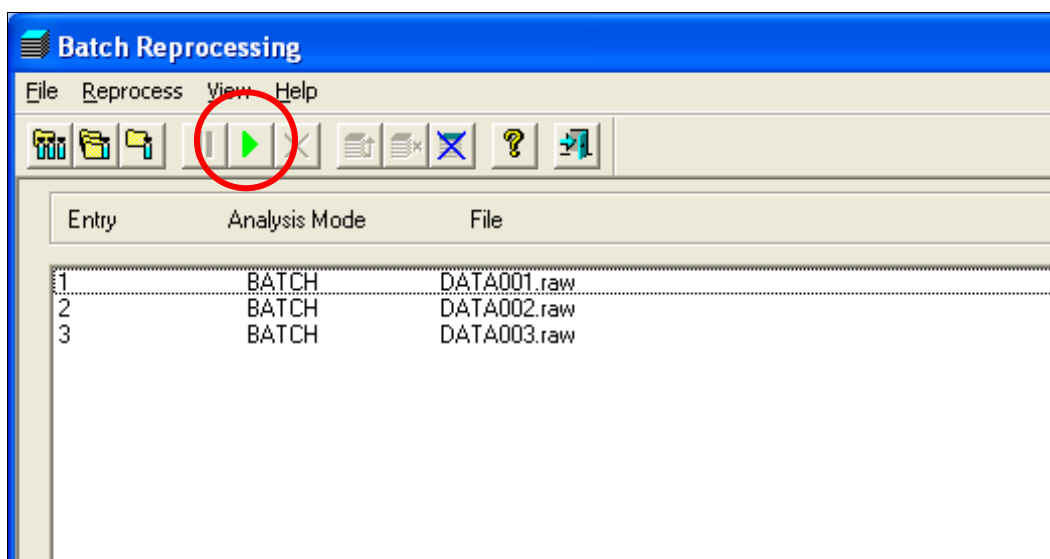 Batch Reprocessing
File Reprocess View Help
Entry Analysis Mode File
1 BATCH DATA001.raw
2 BATCH DATA002.raw
3 BATCH DATA003.raw